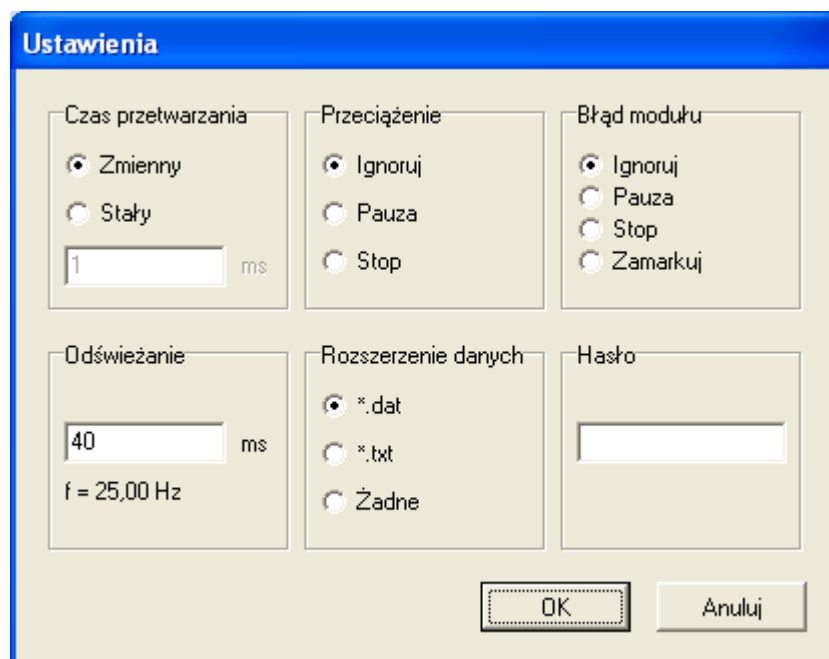 Ustawienia
Czas przetwarzania
Zmienny
Stały
1 ms
Przeciążenie
Ignoruj
Pauza
Stop
Błąd modułu
Ignoruj
Pauza
Stop
Zamarkuj
Odświeżanie
40 ms
f = 25,00 Hz
Rozszerzenie danych
*.dat
*.txt
Żadne
Hasło
OK
Anuluj